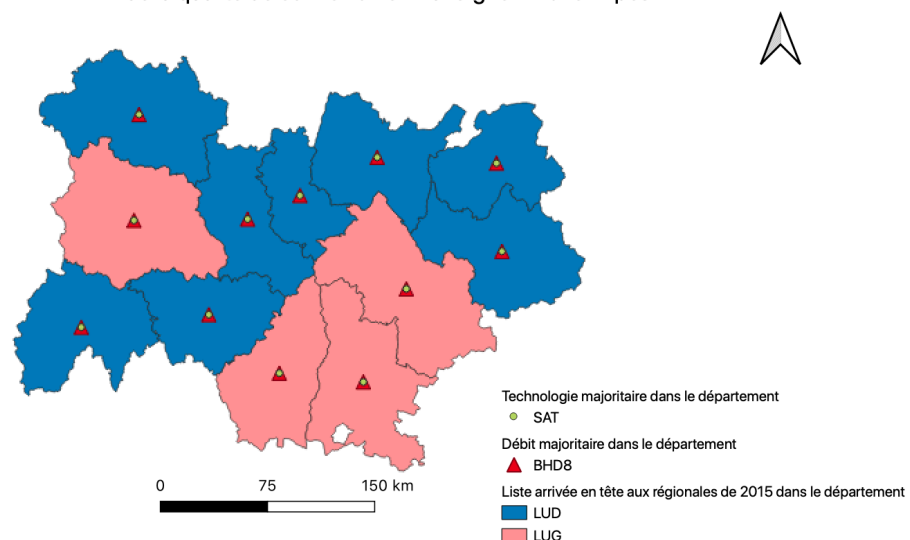 0 75 150 km
Technologie majoritaire dans le département
SAT
Débit majoritaire dans le département
BHD8
Liste arrivée en tête aux régionales de 2015 dans le département
LUD
LUG